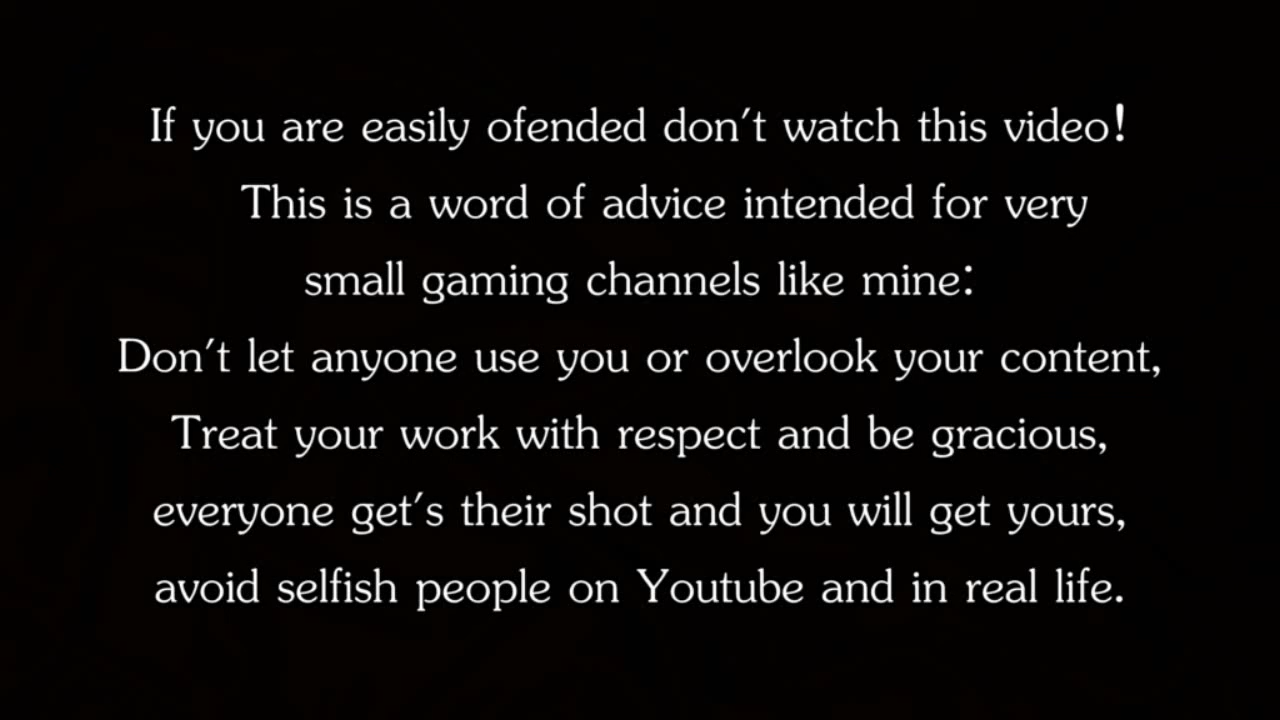 If you are easily ofended don't watch this video!
This is a word of advice intended for very
small gaming channels like mine:
Don't let anyone use you or overlook your content,
Treat your work with respect and be gracious,
everyone get's their shot and you will get yours,
avoid selfish people on Youtube and in real life.